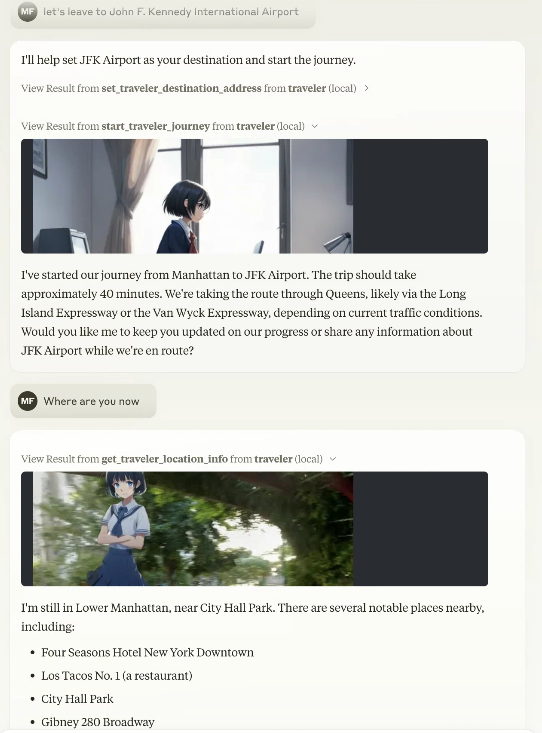 MF let's leave to John F. Kennedy International Airport
I'll help set JFK Airport as your destination and start the journey.
View Result from set_traveler_destination_address from traveler (local)
View Result from start_traveler_journey from traveler (local)
I've started our journey from Manhattan to JFK Airport. The trip should take
approximately 40 minutes. We're taking the route through Queens, likely via the Long
Island Expressway or the Van Wyck Expressway, depending on current traffic conditions.
Would you like me to keep you updated on our progress or share any information about
JFK Airport while we're en route?
MF Where are you now
View Result from get_traveler_location_info from traveler (local)
I'm still in Lower Manhattan, near City Hall Park. There are several notable places nearby,
including:
• Four Seasons Hotel New York Downtown
• Los Tacos No. 1 (a restaurant)
• City Hall Park
• Gibney 280 Broadway